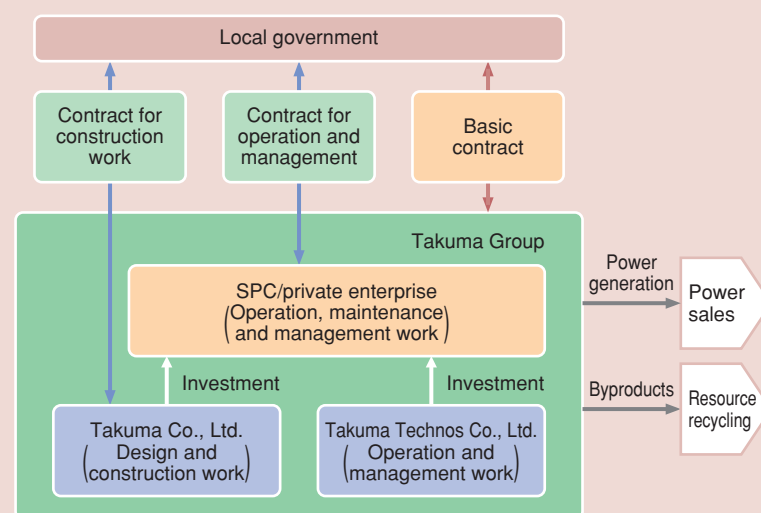 Local government
Contract for
construction
work
Contract for
operation and
management
Basic
contract
Takuma Group
SPC/private enterprise
(Operation, maintenance
and management work)
Investment
Investment
Takuma Co., Ltd.
(Design and
construction work)
Takuma Technos Co., Ltd.
(Operation and
management work)
Power
generation
Power
sales
Byproducts
Resource
recycling